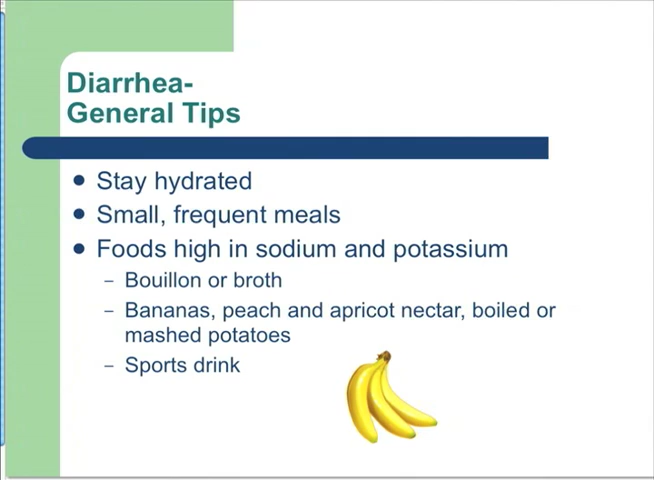 Diarrhea-
General Tips
● Stay hydrated
● Small, frequent meals
● Foods high in sodium and potassium
– Bouillon or broth
– Bananas, peach and apricot nectar, boiled or
mashed potatoes
– Sports drink